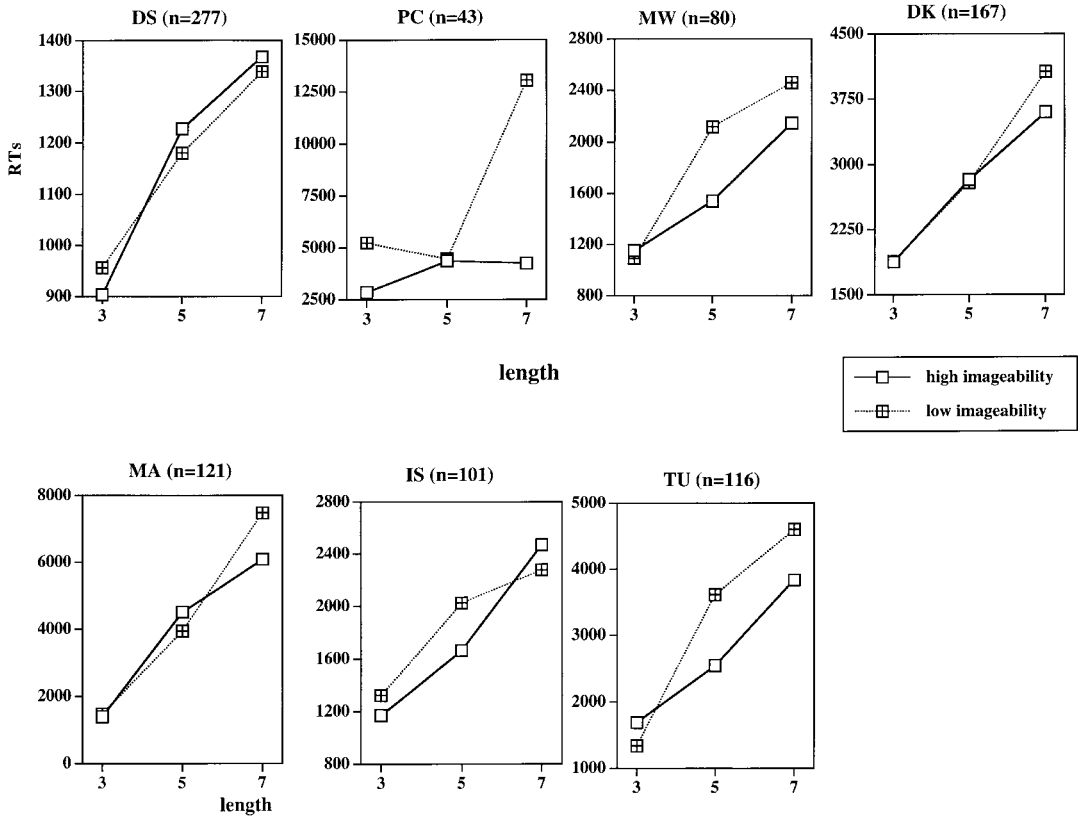 DS (n=277)
PC (n=43)
MW (n=80)
DK (n=167)
RTs
1400
1300
1200
1100
1000
900
3 5 7
15000
12500
10000
7500
5000
2500
3 5 7
2800
2400
2000
1600
1200
800
3 5 7
4500
3750
3000
2250
1500
3 5 7
length
high imageability
low imageability
MA (n=121)
IS (n=101)
TU (n=116)
8000
6000
4000
2000
0
3 5 7
length
2800
2400
2000
1600
1200
800
3 5 7
5000
4000
3000
2000
1000
3 5 7